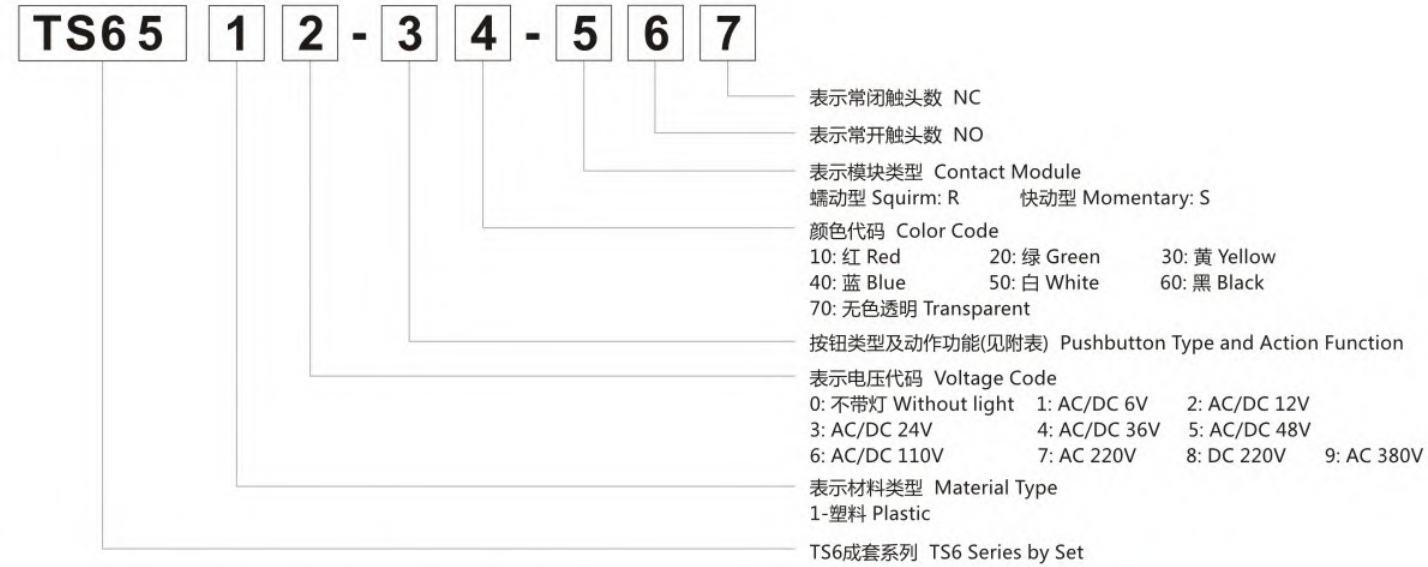 TS65 1 2 - 3 4 - 5 6 7
表示常闭触头数 NC
表示常开触头数 NO
表示模块类型 Contact Module
蠕动型 Squirm: R 快动型 Momentary: S
颜色代码 Color Code
10: 红 Red 20: 绿 Green 30: 黄 Yellow
40: 蓝 Blue 50: 白 White 60: 黑 Black
70: 无色透明 Transparent
按钮类型及动作功能(见附表) Pushbutton Type and Action Function
表示电压代码 Voltage Code
0: 不带灯 Without light 1: AC/DC 6V 2: AC/DC 12V
3: AC/DC 24V 4: AC/DC 36V 5: AC/DC 48V
6: AC/DC 110V 7: AC 220V 8: DC 220V 9: AC 380V
表示材料类型 Material Type
1-塑料 Plastic
TS6成套系列 TS6 Series by Set